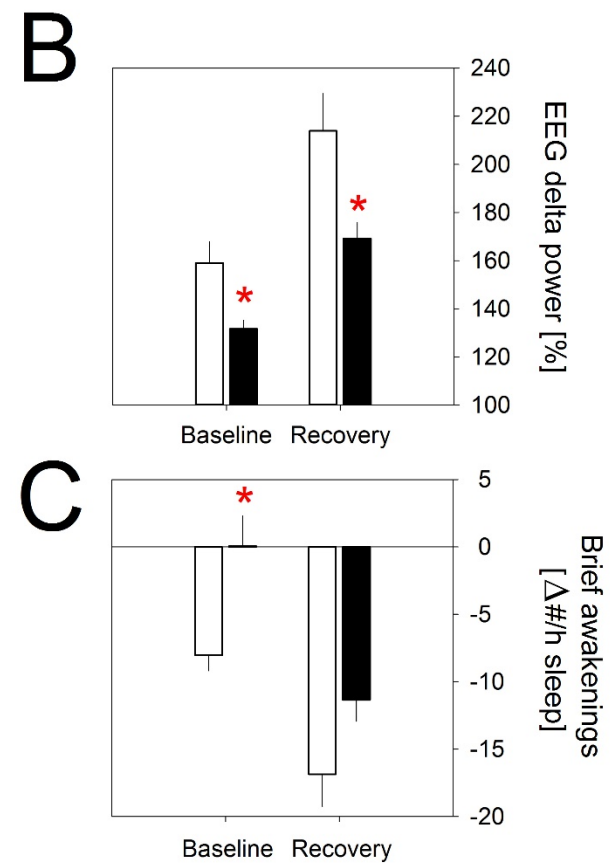 B
240
220
200
180
160
140
120
100
EEG delta power [%]
*
*
Baseline Recovery
C
5
0
-5
-10
-15
-20
Brief awakenings
[Δ#/h sleep]
*
Baseline Recovery